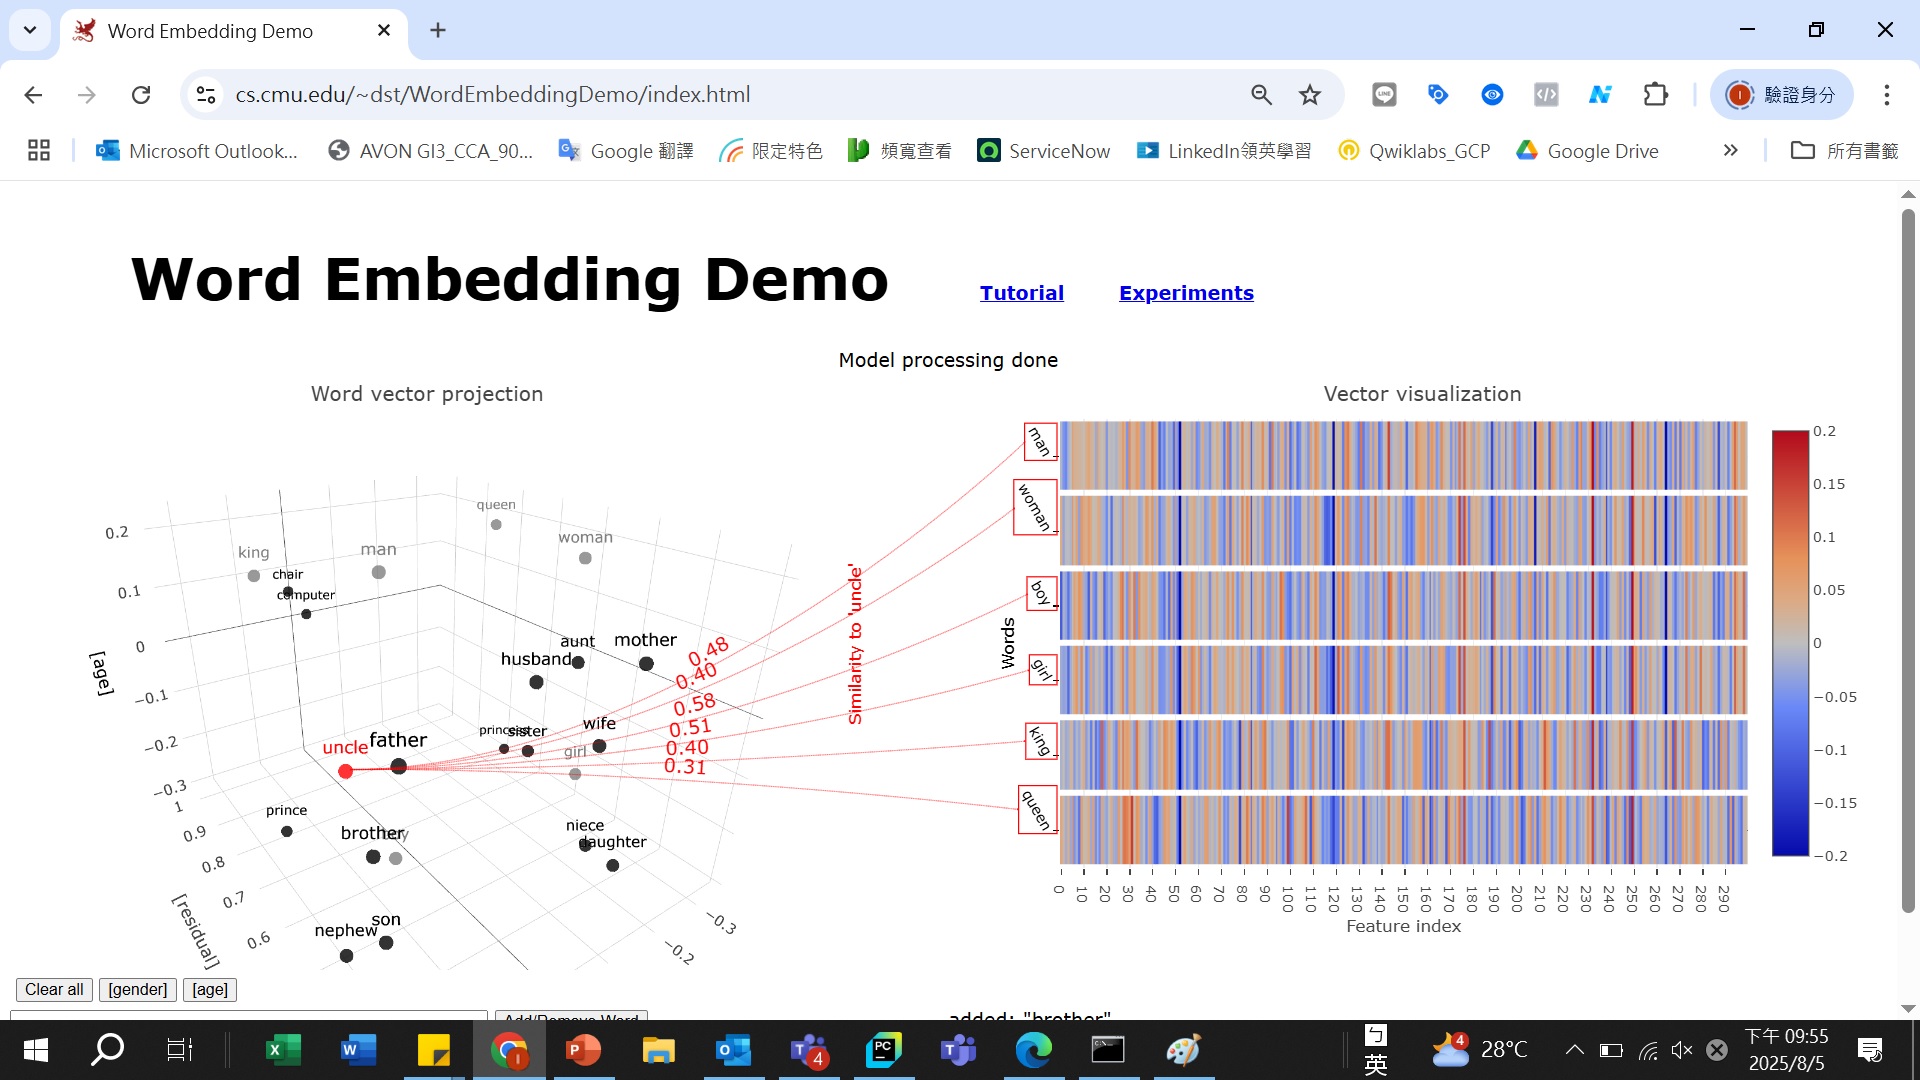 Word Embedding Demo
cs.cmu.edu/~dst/WordEmbeddingDemo/index.html
驗證身分
Microsoft Outlook...
AVON GI3_CCA_90...
Google 翻譯
限定特色
頻寬查看
ServiceNow
LinkedIn領英學習
Qwiklabs_GCP
Google Drive
所有書籤
Word Embedding Demo
Tutorial
Experiments
Model processing done
Word vector projection
queen
woman
king
man
chair
computer
aunt
mother
husband
princess
sister
wife
girl
uncle
father
prince
brother
boy
niece
daughter
nephew
son
0.2
0.1
0
−0.1
−0.2
−0.3
[age]
1
0.9
0.8
0.7
0.6
[residual]
−0.3
−0.2
0.48
0.40
0.58
0.51
0.40
0.31
Similarity to 'uncle'
Vector visualization
Words
man
woman
boy
girl
king
queen
0 10 20 30 40 50 60 70 80 90 100 110 120 130 140 150 160 170 180 190 200 210 220 230 240 250 260 270 280 290
Feature index
0.2
0.15
0.1
0.05
0
−0.05
−0.1
−0.15
−0.2
Clear all
[gender]
[age]
Add/Remove Word
added: "brother"
4
ㄅ
英
4
28°C
下午 09:55
2025/8/5